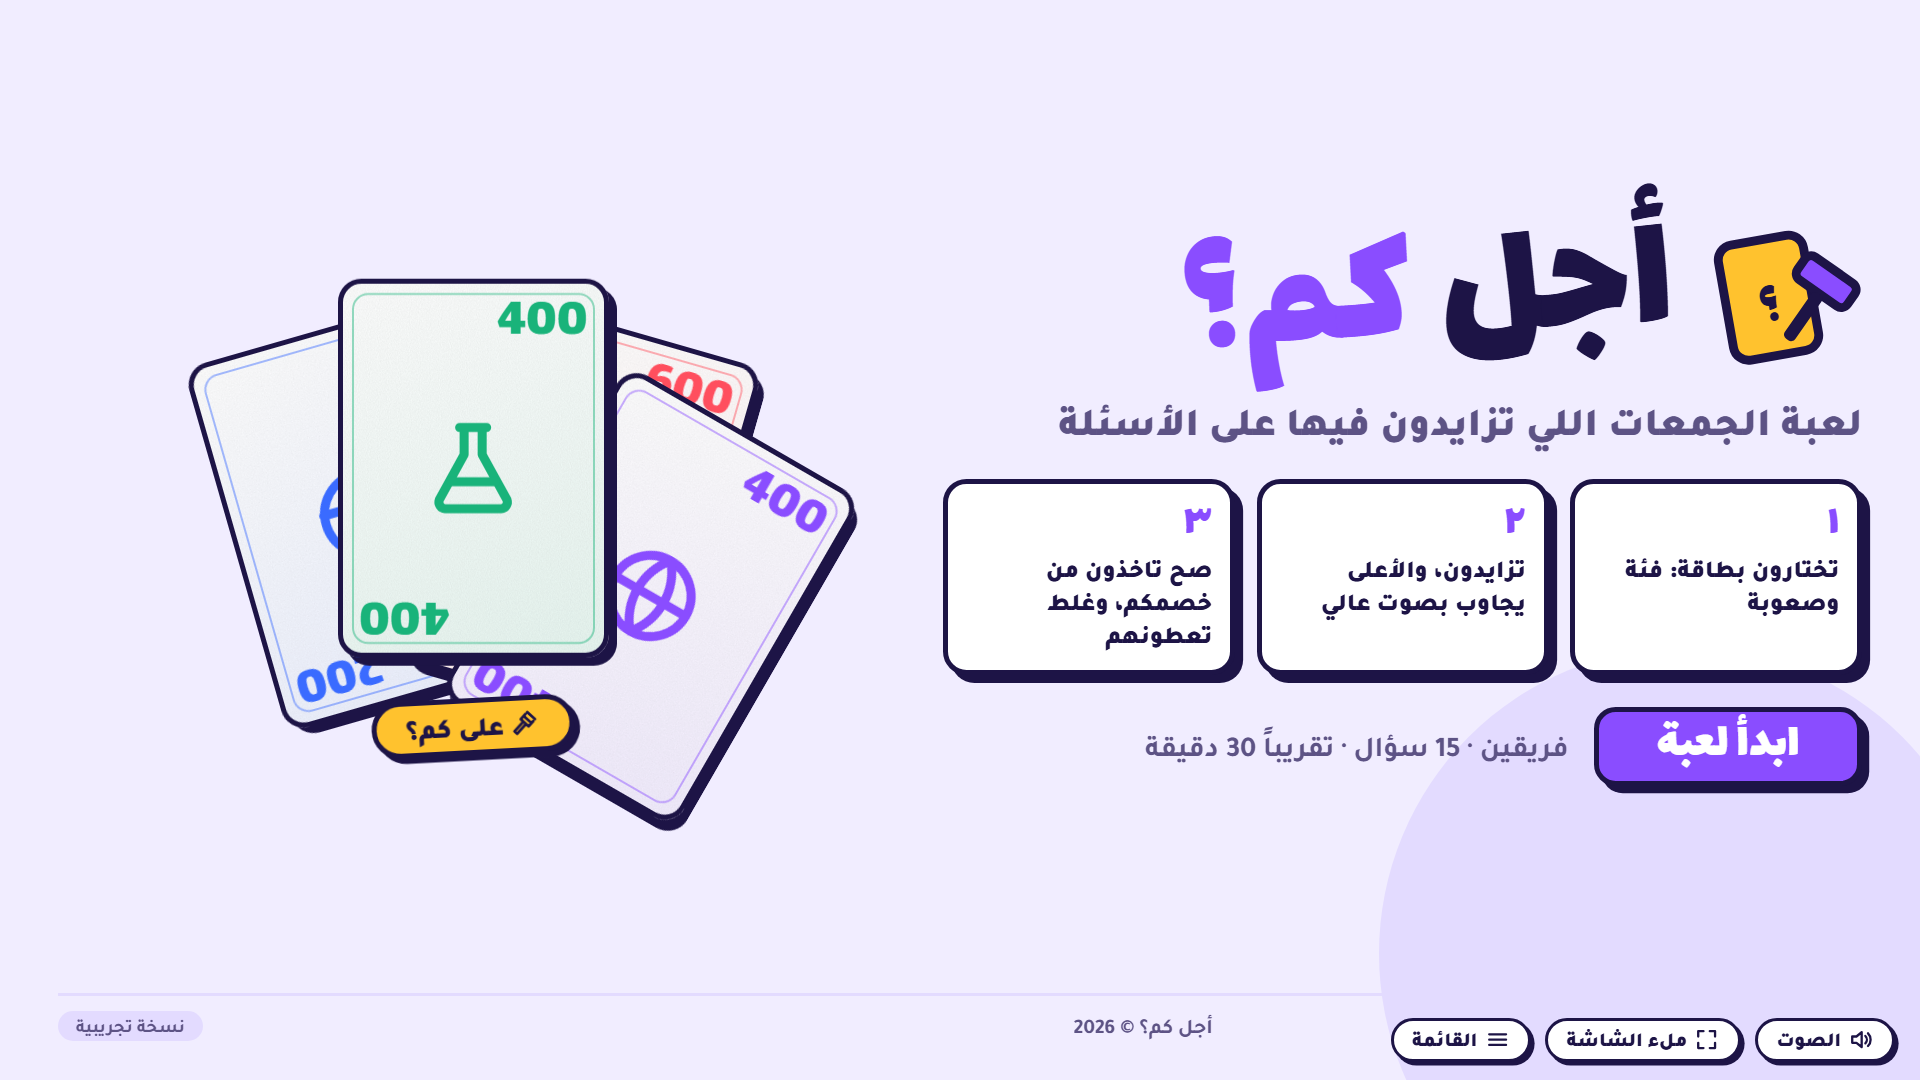 أجل كم؟
؟
لعبة الجمعات اللي تزايدون فيها على الأسئلة
١
تختارون بطاقة: فئة
وصعوبة
٢
تزايدون، والأعلى
يجاوب بصوت عالي
٣
صح تاخذون من
خصمكم، وغلط
تعطونهم
ابدأ لعبة
فريقين · 15 سؤال · تقريباً 30 دقيقة
600
400
400
400
200
على كم؟
الصوت
ملء الشاشة
القائمة
أجل كم؟ © 2026
نسخة تجريبية